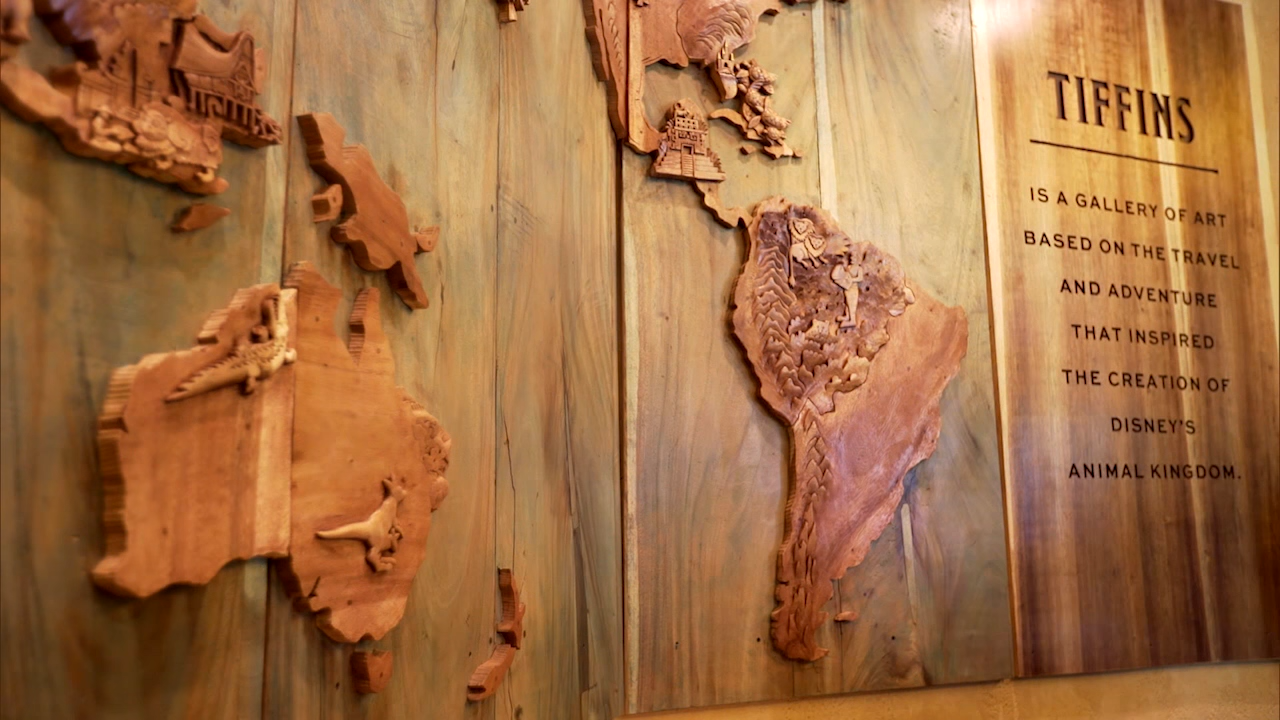 TIFFINS
IS A GALLERY OF ART
BASED ON THE TRAVEL
AND ADVENTURE
THAT INSPIRED
THE CREATION OF
DISNEY'S
ANIMAL KINGDOM.